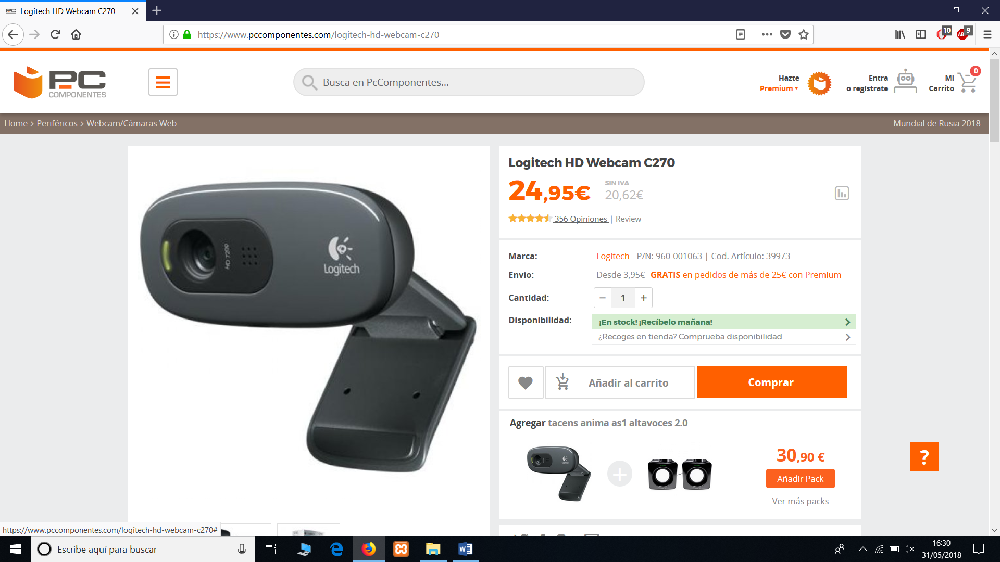 Logitech HD Webcam C270
https://www.pccomponentes.com/logitech-hd-webcam-c270
10
9
ABP
PC
COMPONENTES
Busca en PcComponentes...
Hazte
Premium
Entra
o regístrate
Mi
Carrito
0
Home > Periféricos > Webcam/Cámaras Web
Mundial de Rusia 2018
HD 720p
Logitech
Logitech HD Webcam C270
24,95€
SIN IVA
20,62€
356 Opiniones | Review
Marca: Logitech - P/N: 960-001063 | Cod. Artículo: 39973
Envío: Desde 3,95€ GRATIS en pedidos de más de 25€ con Premium
Cantidad: − 1 +
Disponibilidad: ¡En stock! ¡Recíbelo mañana!
¿Recoges en tienda? Comprueba disponibilidad
Añadir al carrito
Comprar
Agregar tacens anima as1 altavoces 2.0
Logitech
30,90 €
Añadir Pack
Ver más packs
?
https://www.pccomponentes.com/logitech-hd-webcam-c270#
Escribe aquí para buscar
16:30
31/05/2018